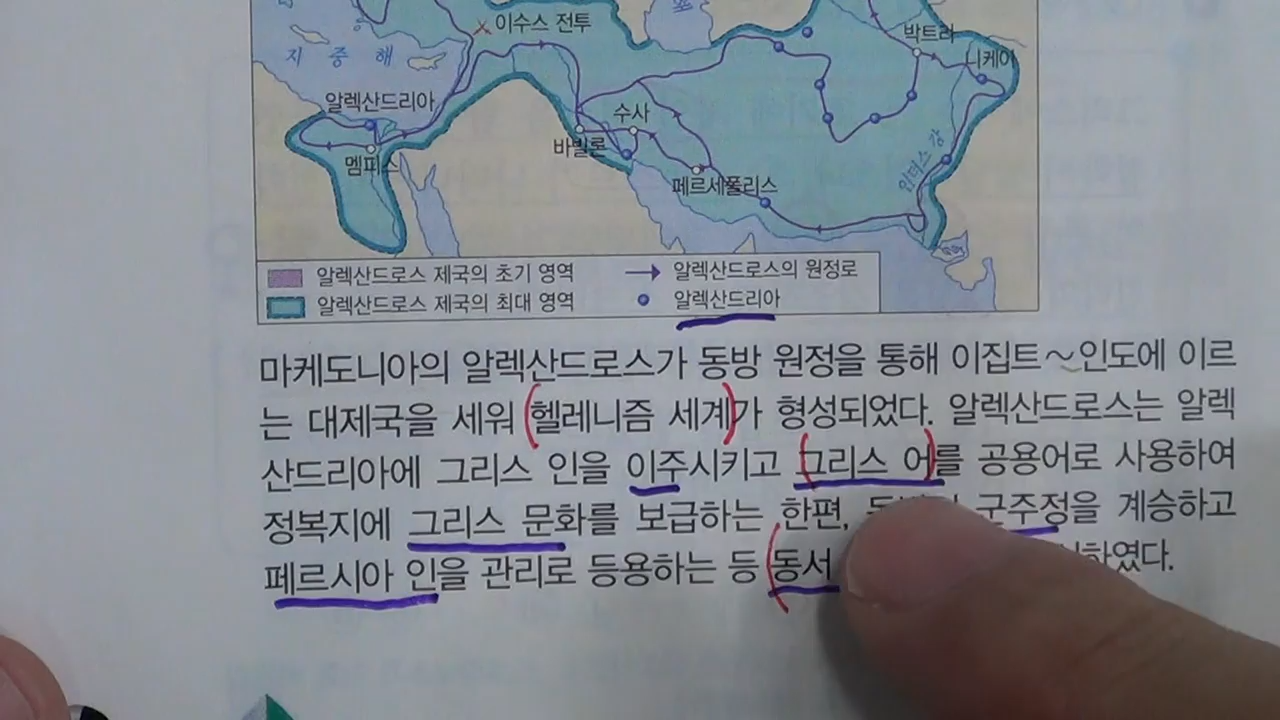 이수스 전투
박트라
니케아
지 중 해
알렉산드리아
수사
바빌론
멤피스
페르세폴리스
인더스 강
알렉산드로스 제국의 초기 영역
알렉산드로스의 원정로
알렉산드로스 제국의 최대 영역
알렉산드리아
마케도니아의 알렉산드로스가 동방 원정을 통해 이집트~인도에 이르
는 대제국을 세워 헬레니즘 세계가 형성되었다. 알렉산드로스는 알렉
산드리아에 그리스 인을 이주시키고 그리스 어를 공용어로 사용하여
정복지에 그리스 문화를 보급하는 한편, 군주정을 계승하고
페르시아 인을 관리로 등용하는 등 동서 하였다.